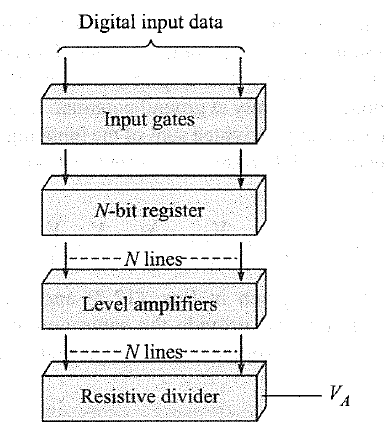 Digital input data
Input gates
N-bit register
N lines
Level amplifiers
N lines
Resistive divider
V_A